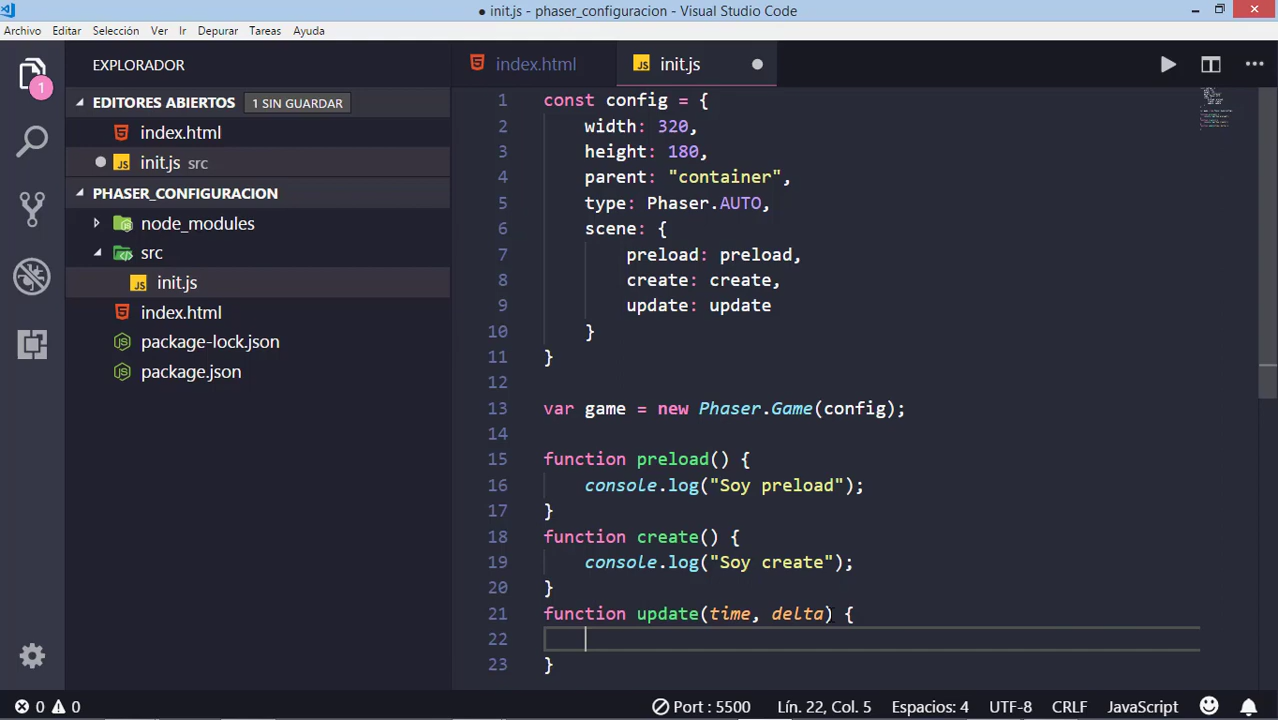 ● init.js - phaser_configuracion - Visual Studio Code
Archivo Editar Selección Ver Ir Depurar Tareas Ayuda
EXPLORADOR
1
EDITORES ABIERTOS 1 SIN GUARDAR
index.html
init.js src
PHASER_CONFIGURACION
node_modules
src
init.js
index.html
package-lock.json
package.json
index.html init.js
1 const config = {
2 width: 320,
3 height: 180,
4 parent: "container",
5 type: Phaser.AUTO,
6 scene: {
7 preload: preload,
8 create: create,
9 update: update
10 }
11 }
12
13 var game = new Phaser.Game(config);
14
15 function preload() {
16 console.log("Soy preload");
17 }
18 function create() {
19 console.log("Soy create");
20 }
21 function update(time, delta) {
22
23 }
0 0 Port : 5500 Lín. 22, Col. 5 Espacios: 4 UTF-8 CRLF JavaScript